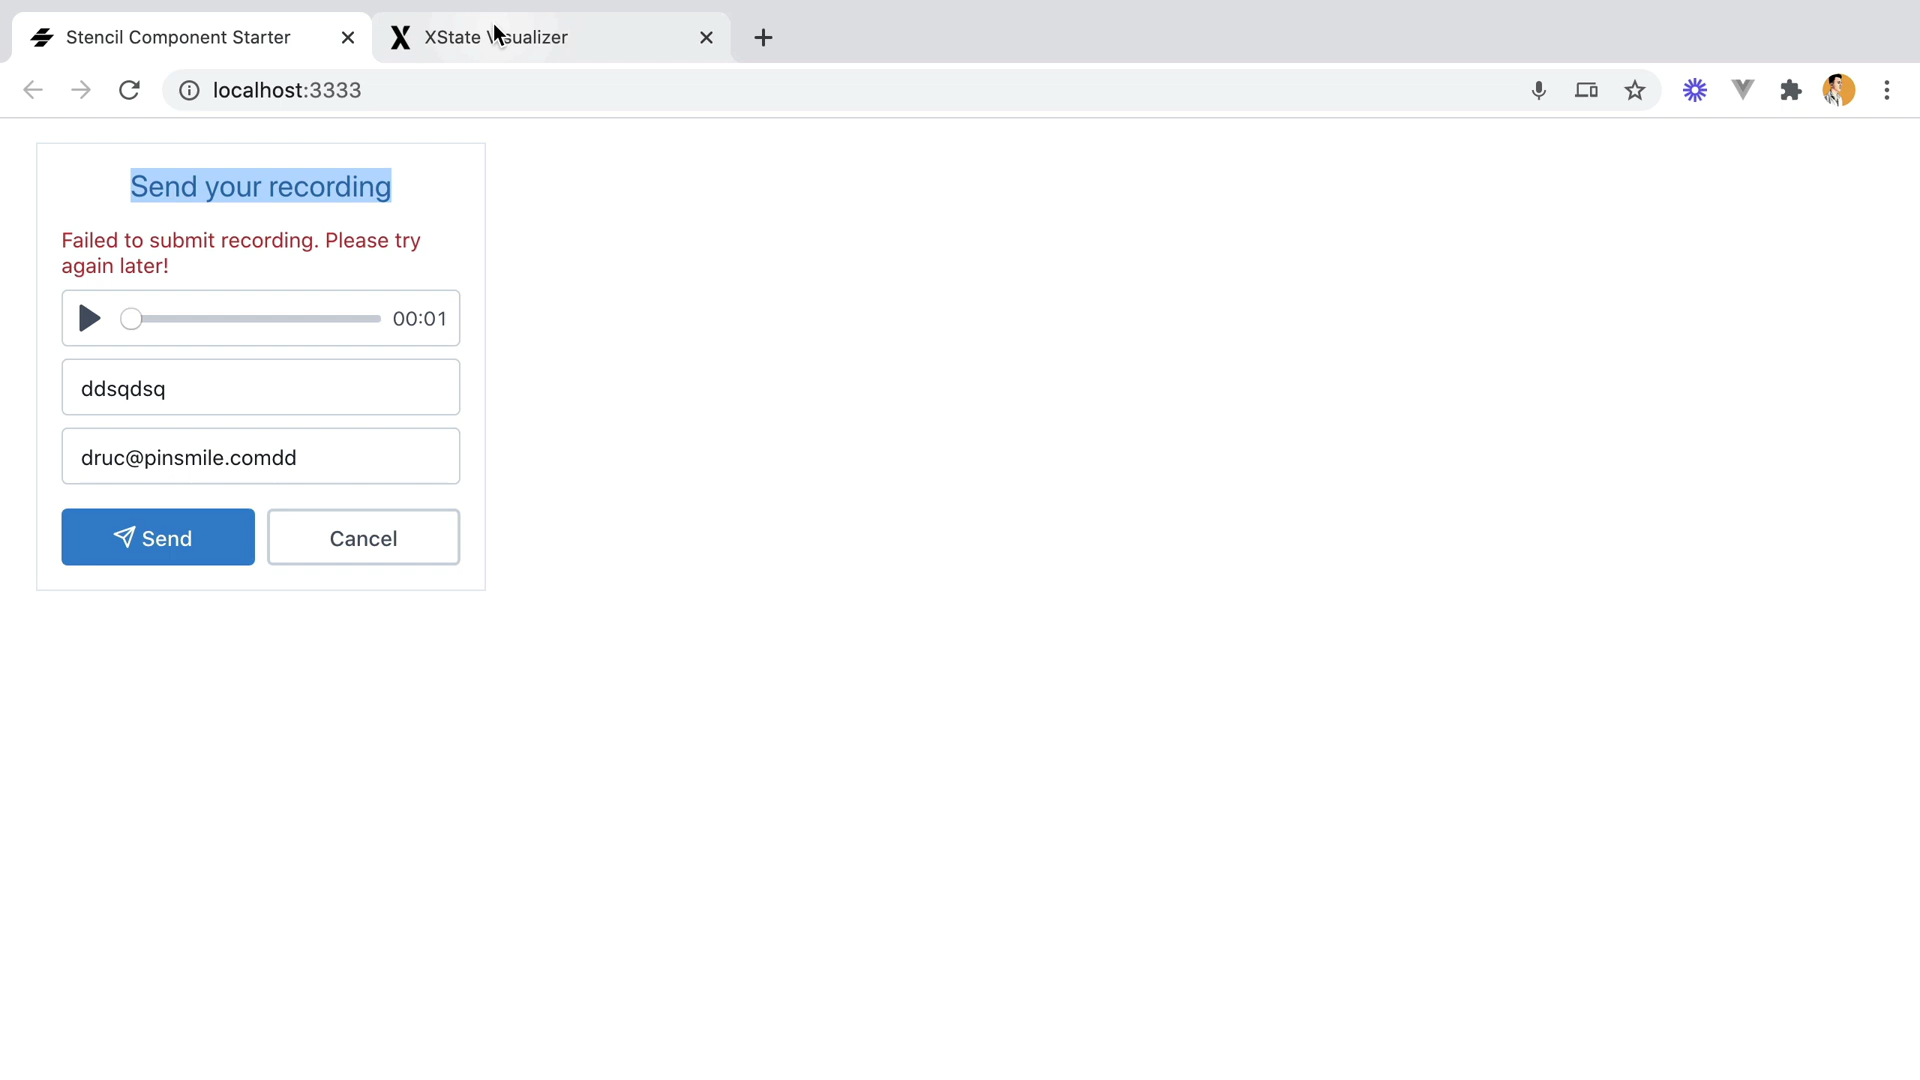 Stencil Component Starter
XState Visualizer
localhost:3333
Send your recording
Failed to submit recording. Please try
again later!
00:01
ddsqdsq
druc@pinsmile.comdd
Send
Cancel